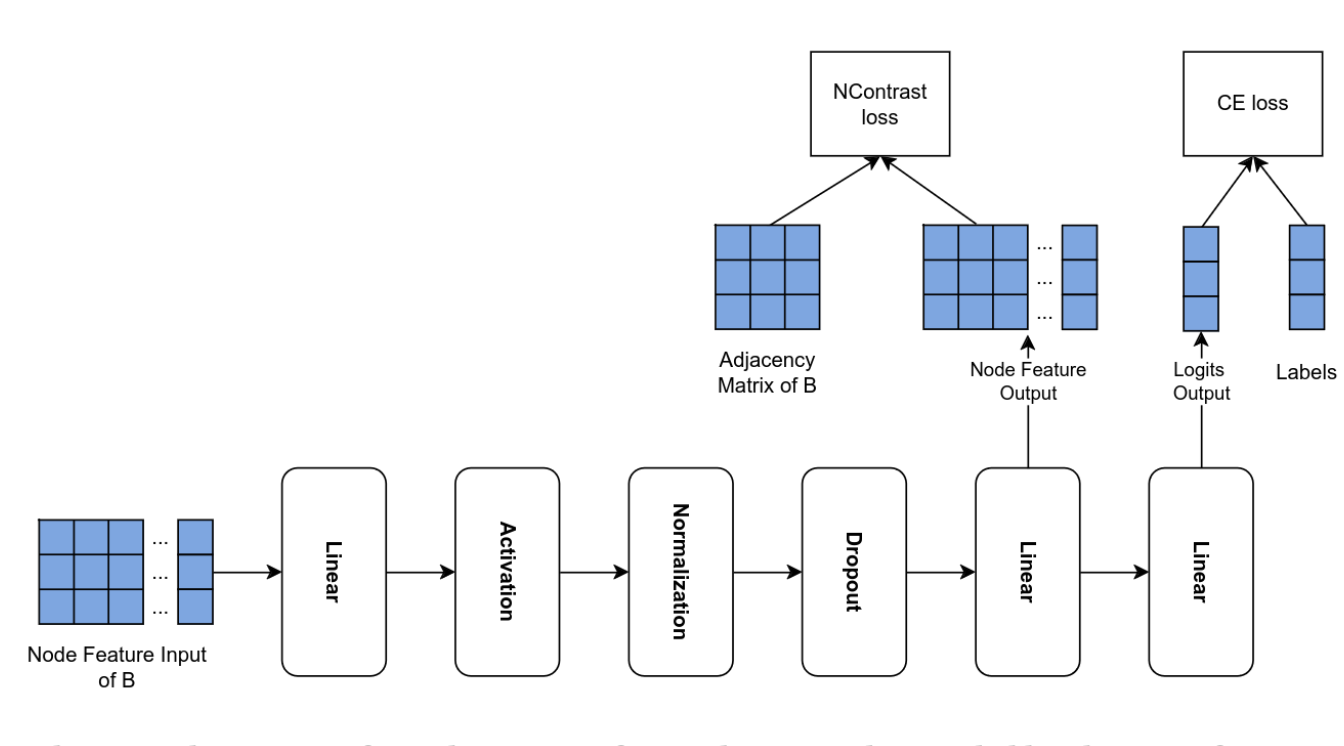 NContrast
loss
CE loss
...
...
...
Adjacency
Matrix of B
Node Feature
Output
Logits
Output
Labels
Linear
Activation
Normalization
Dropout
Linear
Linear
...
...
...
Node Feature Input
of B